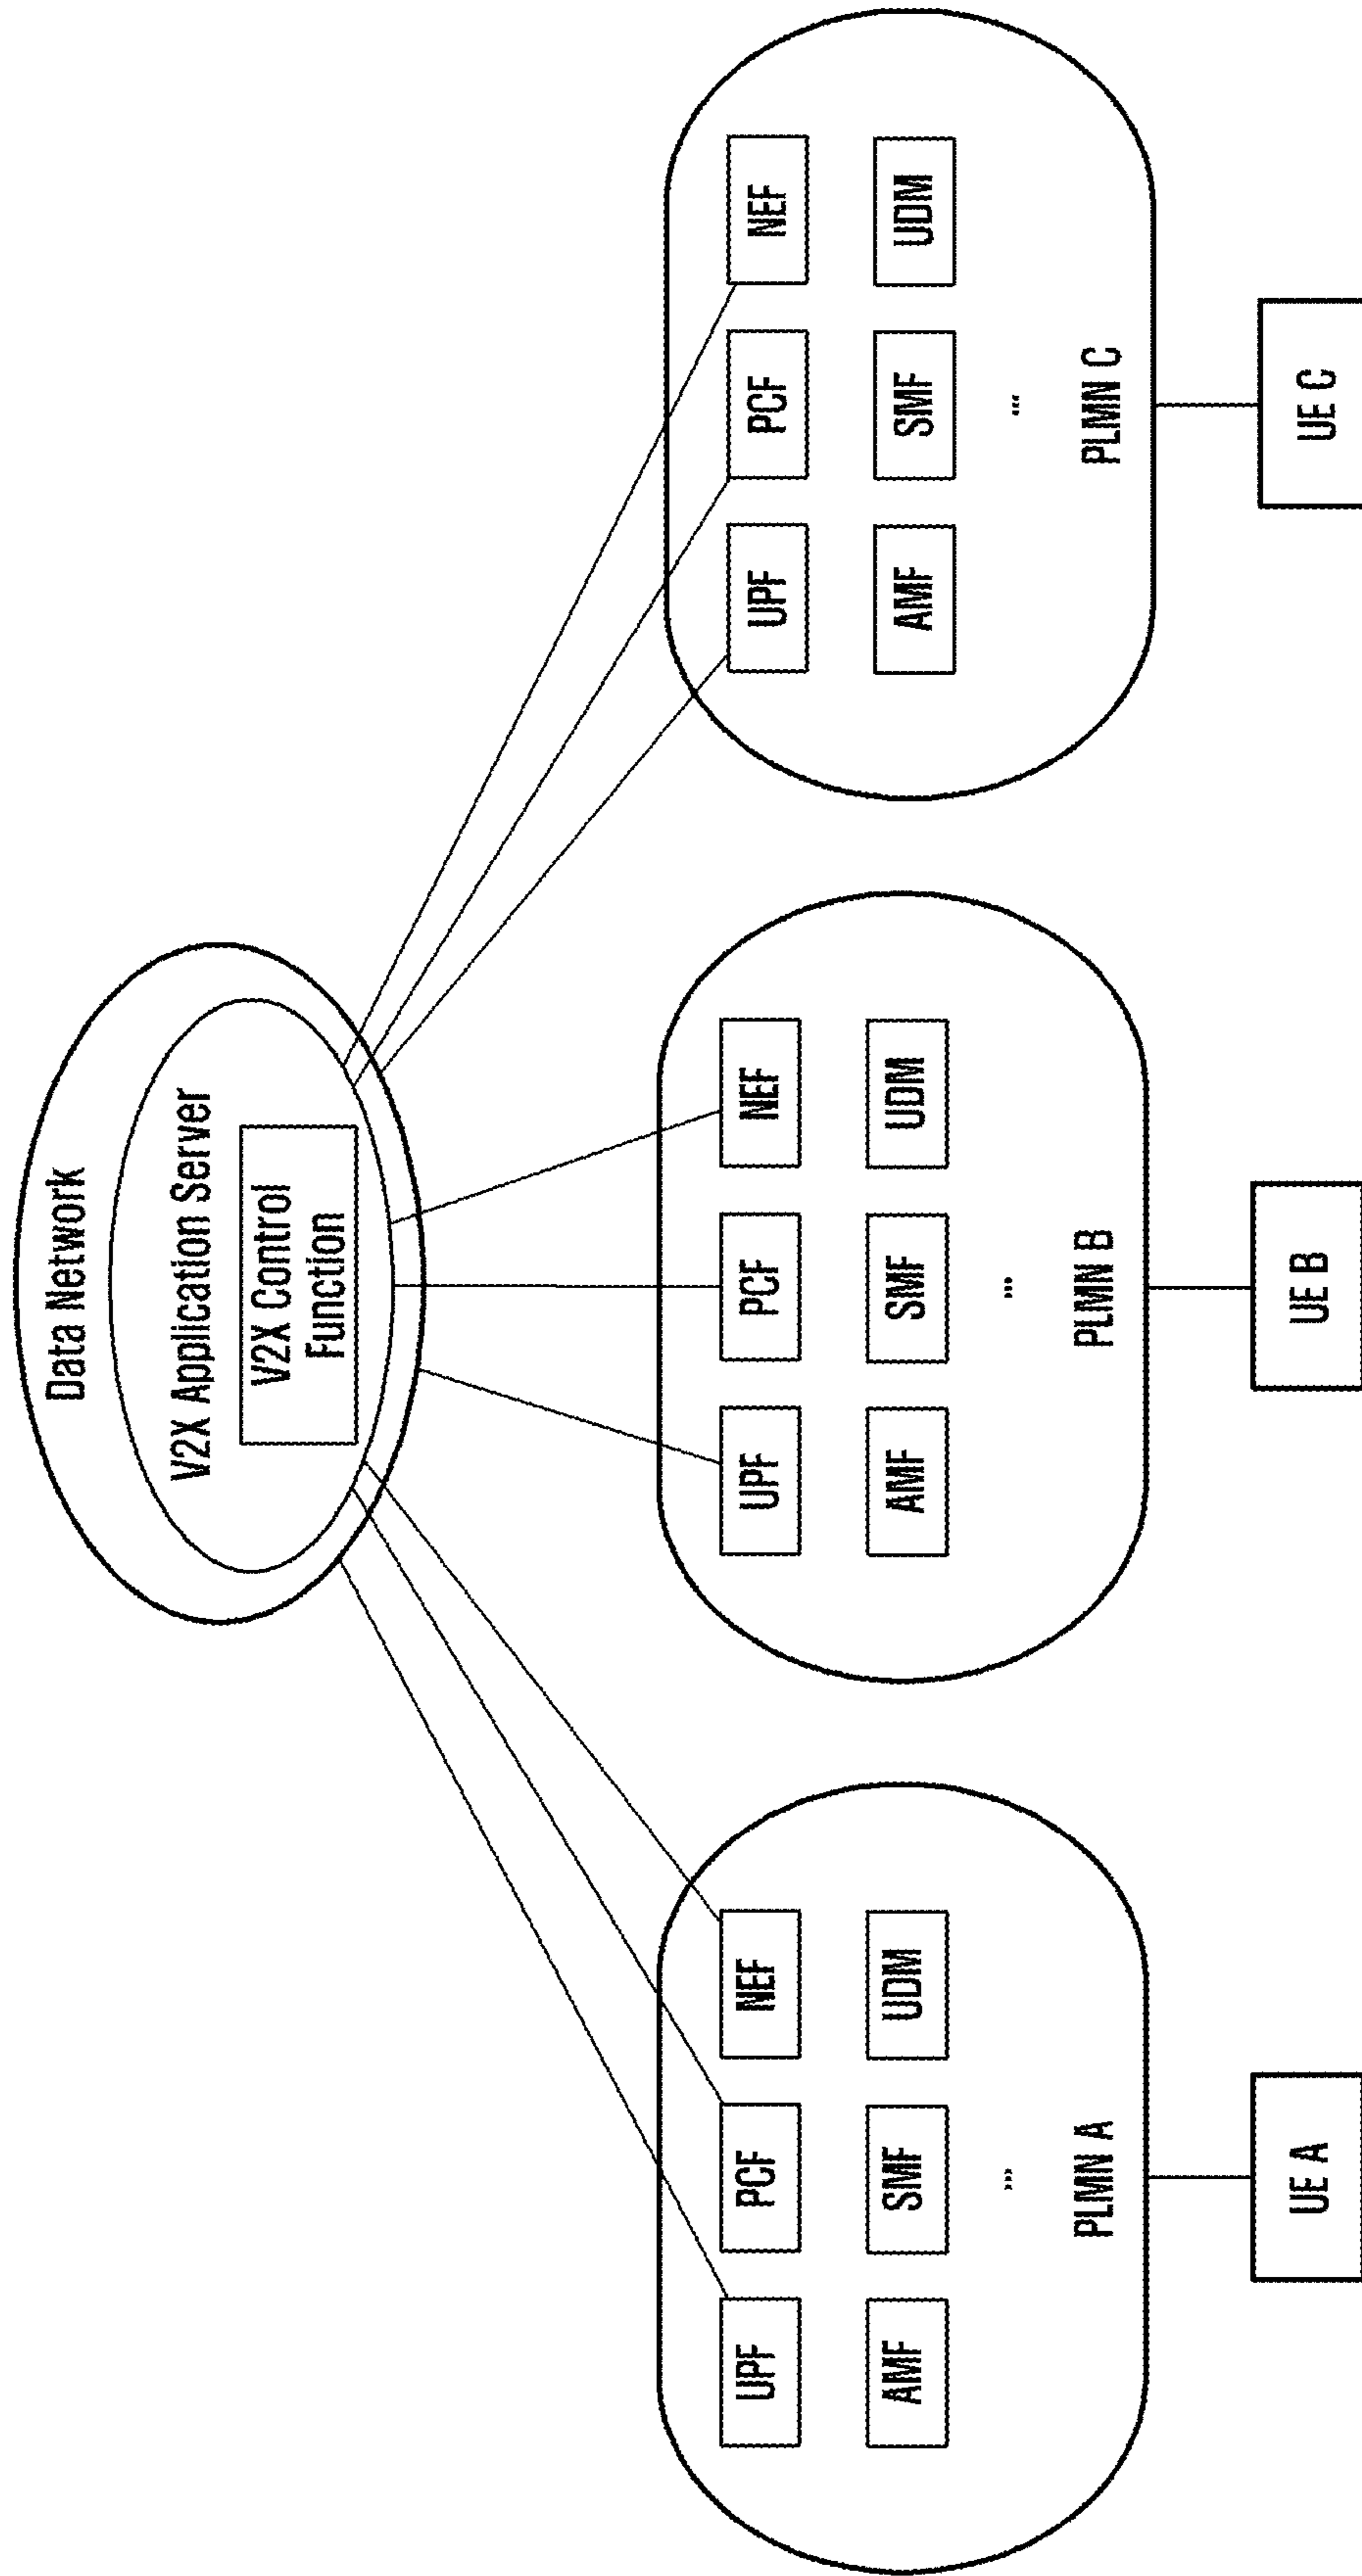 Data Network
V2X Application Server
V2X Control
Function
UPF
PCF
NEF
AMF
SMF
UDM
...
PLMN A
UE A
UPF
PCF
NEF
AMF
SMF
UDM
...
PLMN B
UE B
UPF
PCF
NEF
AMF
SMF
UDM
...
PLMN C
UE C